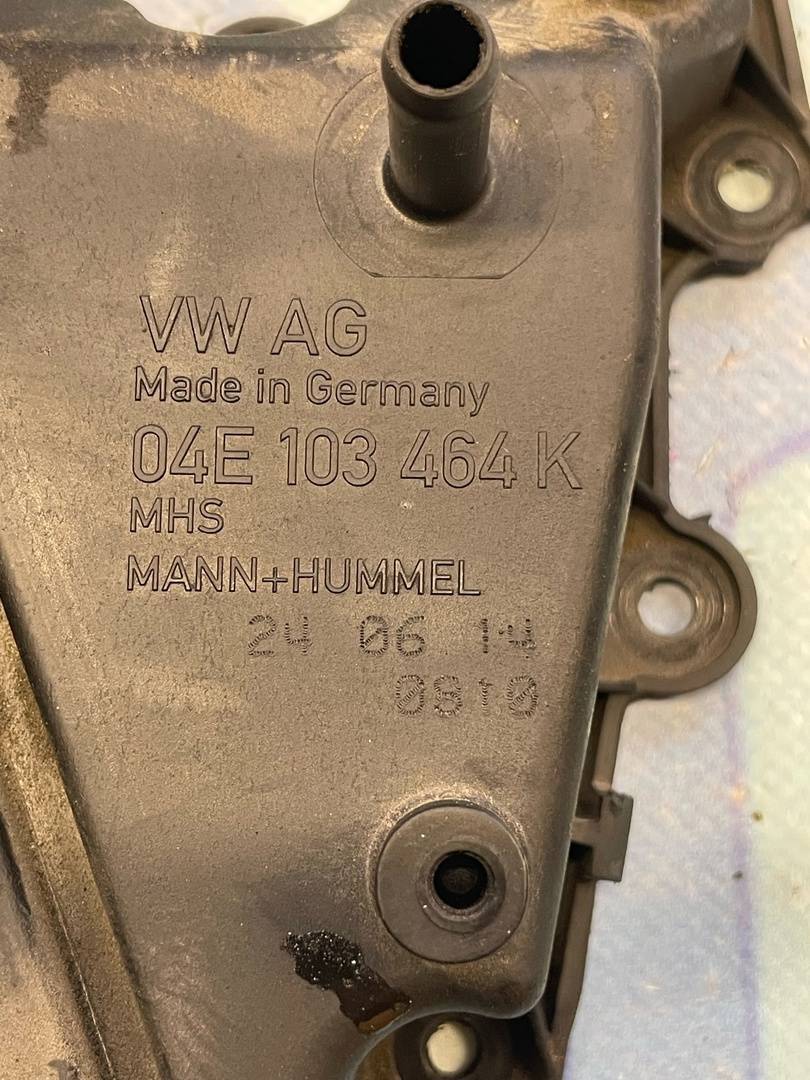 VW AG
Made in Germany
04E 103 464 K
MHS
MANN+HUMMEL
24 06